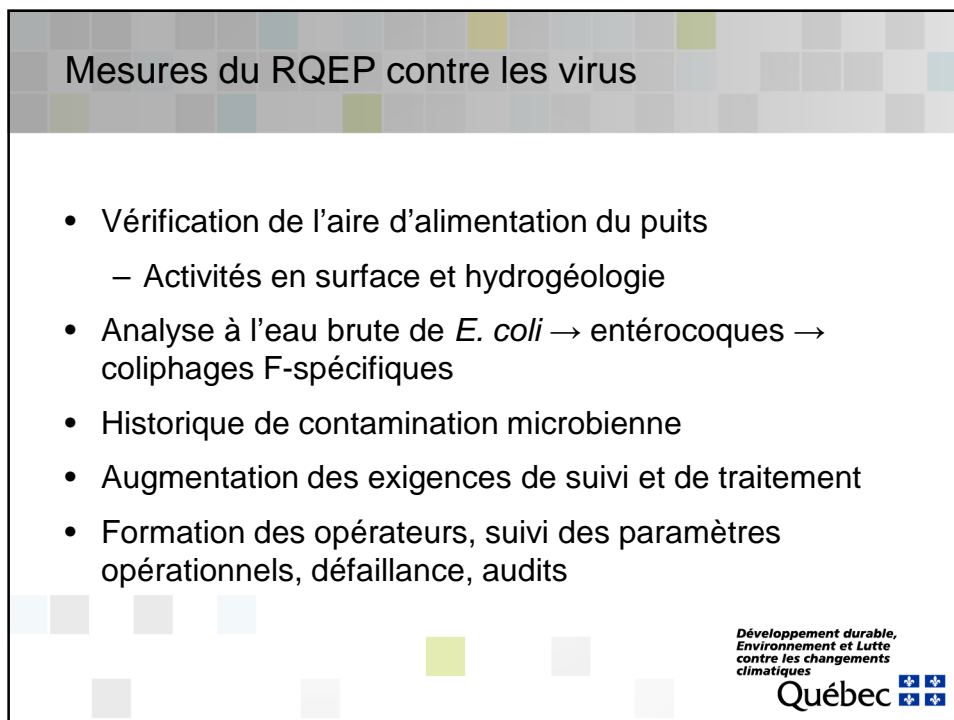 Mesures du RQEP contre les virus
• Vérification de l'aire d'alimentation du puits
– Activités en surface et hydrogéologie
• Analyse à l'eau brute de E. coli → entérocoques →
coliphages F-spécifiques
• Historique de contamination microbienne
• Augmentation des exigences de suivi et de traitement
• Formation des opérateurs, suivi des paramètres
opérationnels, défaillance, audits
Développement durable,
Environnement et Lutte
contre les changements
climatiques
Québec